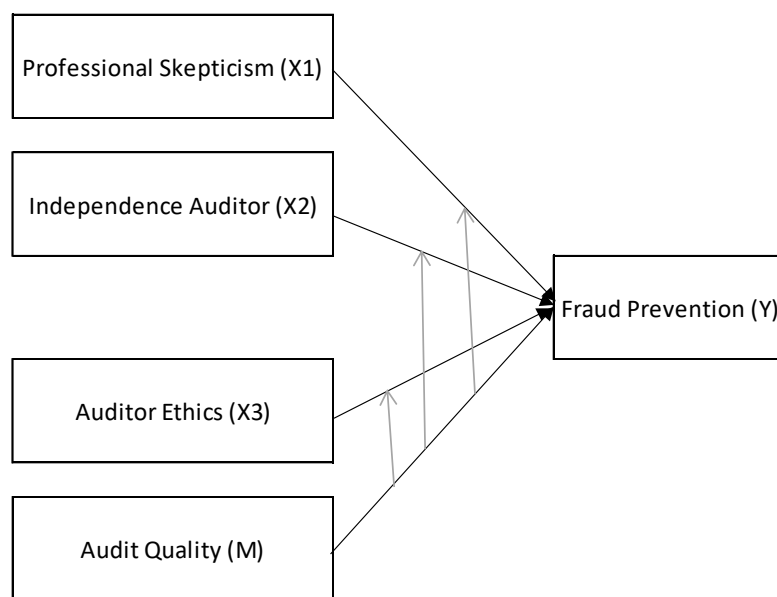 Professional Skepticism (X1)
Independence Auditor (X2)
Fraud Prevention (Y)
Auditor Ethics (X3)
Audit Quality (M)